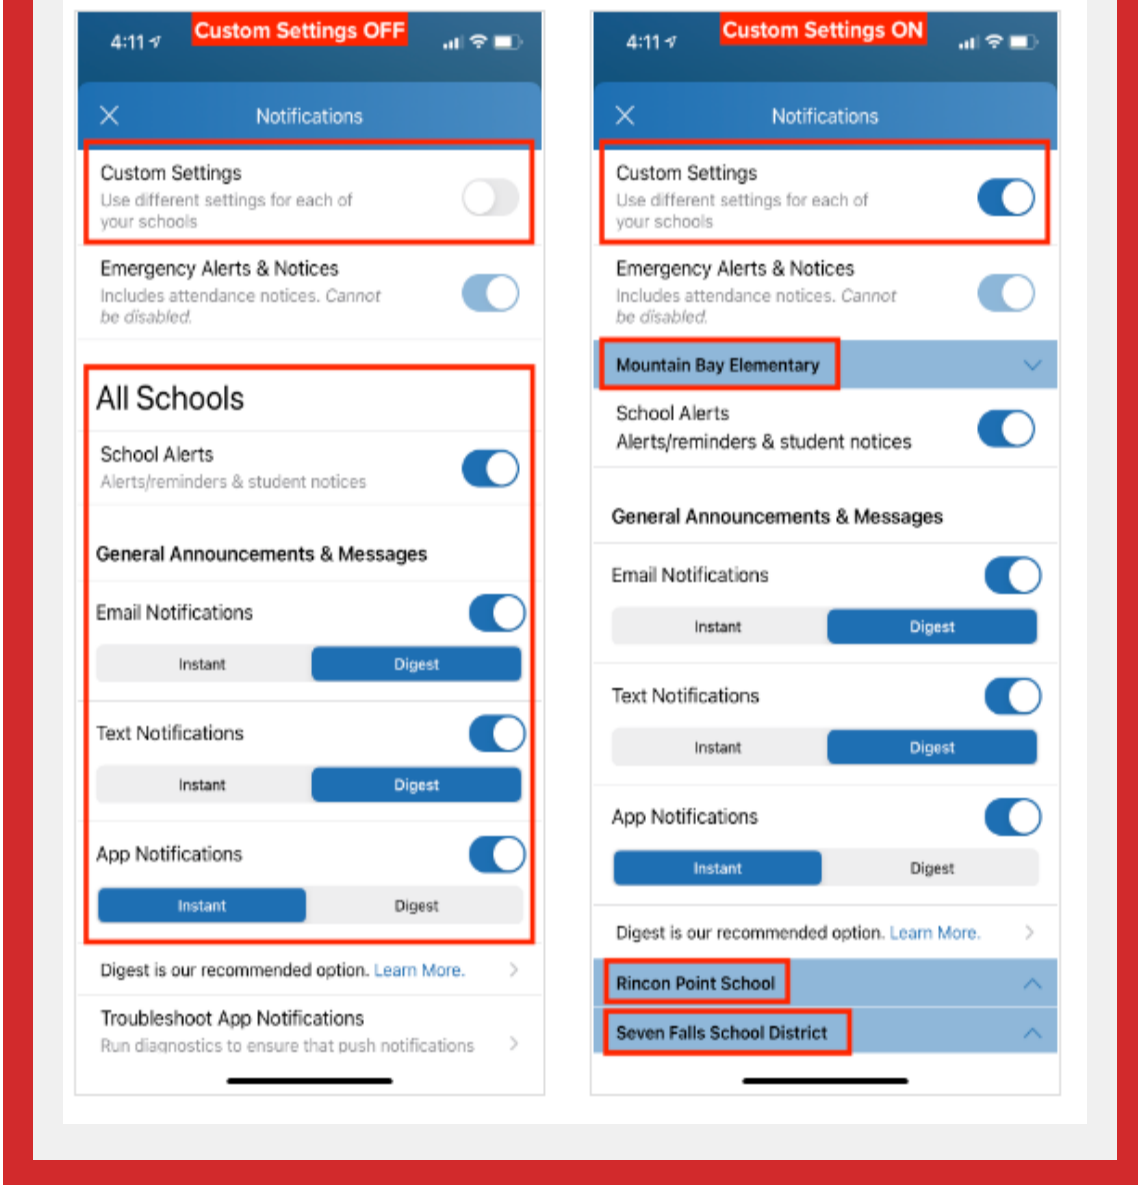 Custom Settings OFF
4:11
Notifications
Custom Settings
Use different settings for each of
your schools
Emergency Alerts & Notices
Includes attendance notices. Cannot
be disabled.
All Schools
School Alerts
Alerts/reminders & student notices
General Announcements & Messages
Email Notifications
Instant Digest
Text Notifications
Instant Digest
App Notifications
Instant Digest
Digest is our recommended option. Learn More.
Troubleshoot App Notifications
Run diagnostics to ensure that push notifications
Custom Settings ON
4:11
Notifications
Custom Settings
Use different settings for each of
your schools
Emergency Alerts & Notices
Includes attendance notices. Cannot
be disabled.
Mountain Bay Elementary
School Alerts
Alerts/reminders & student notices
General Announcements & Messages
Email Notifications
Instant Digest
Text Notifications
Instant Digest
App Notifications
Instant Digest
Digest is our recommended option. Learn More.
Rincon Point School
Seven Falls School District